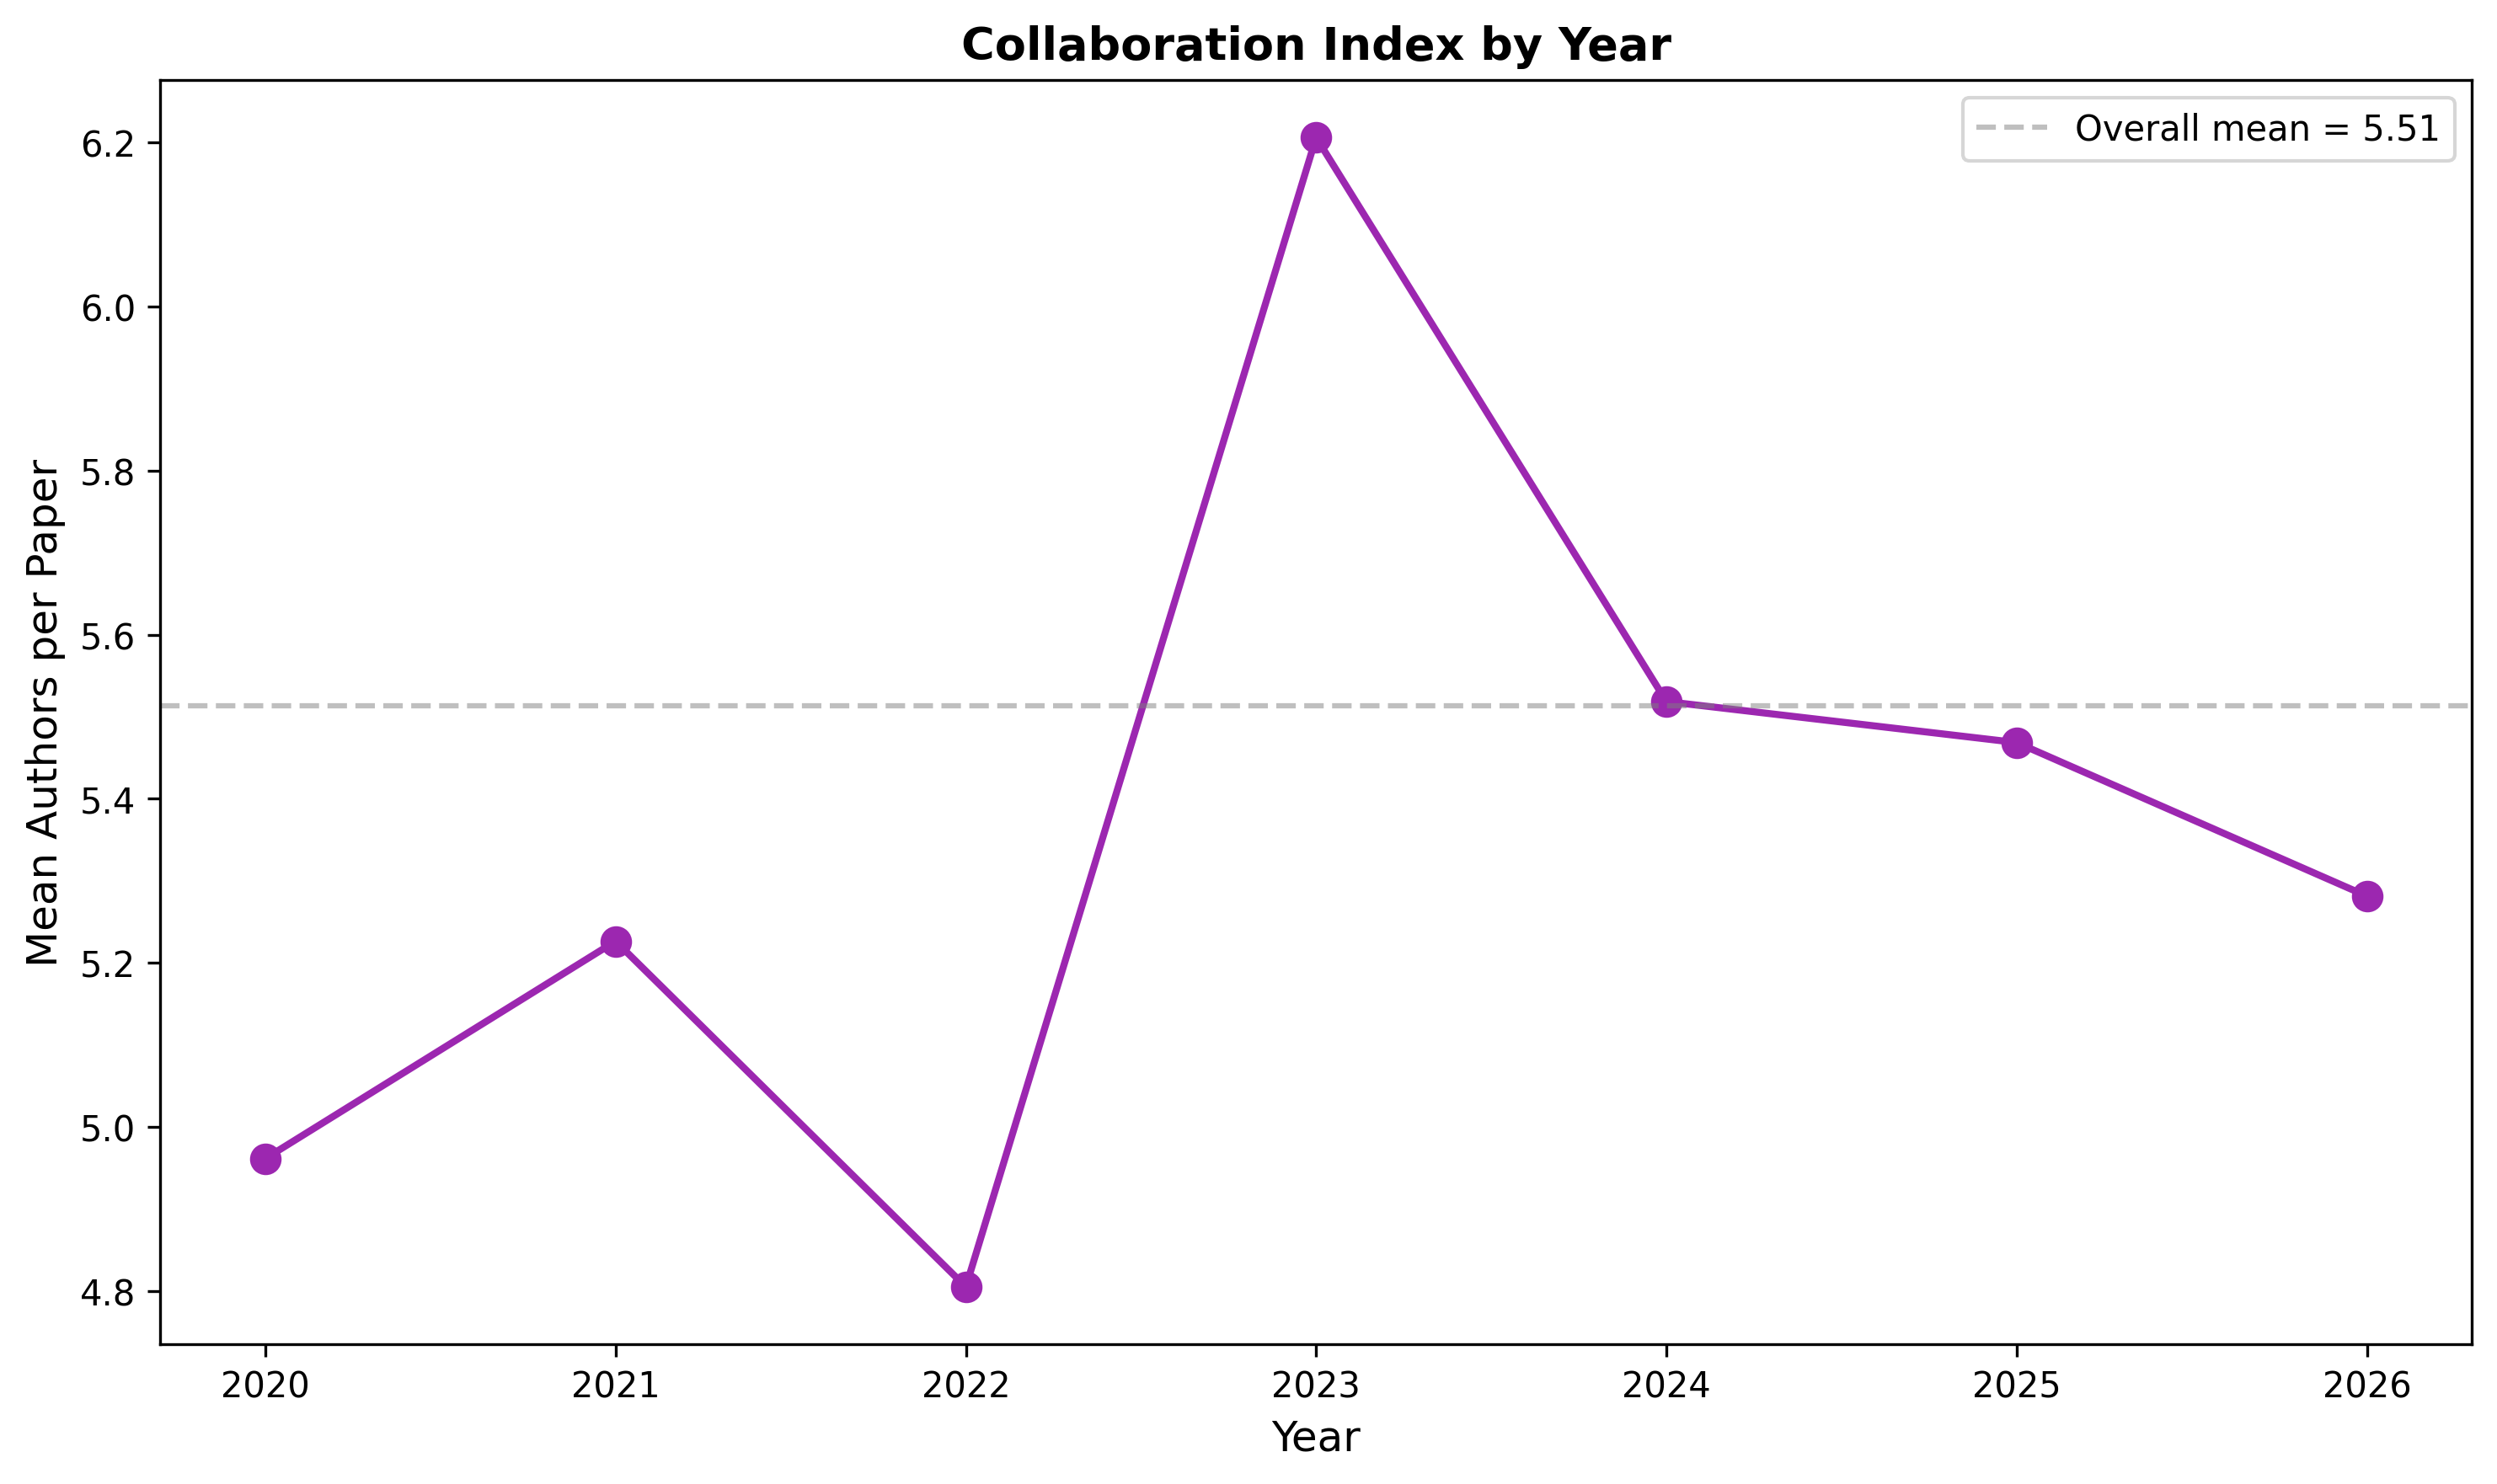 Collaboration Index by Year
Overall mean = 5.51
Mean Authors per Paper
6.2
6.0
5.8
5.6
5.4
5.2
5.0
4.8
2020 2021 2022 2023 2024 2025 2026
Year